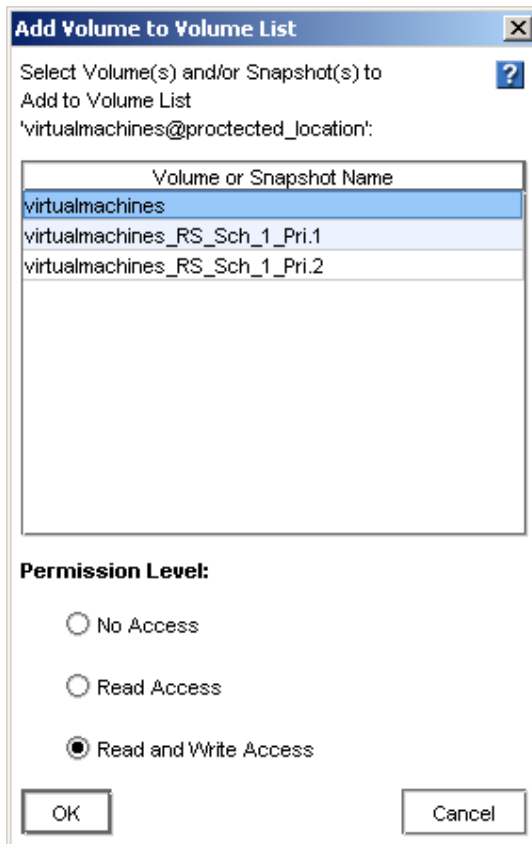 Add Volume to Volume List
Select Volume(s) and/or Snapshot(s) to
Add to Volume List
'virtualmachines@proctected_location':
Volume or Snapshot Name
virtualmachines
virtualmachines_RS_Sch_1_Pri.1
virtualmachines_RS_Sch_1_Pri.2
Permission Level:
No Access
Read Access
Read and Write Access
OK
Cancel